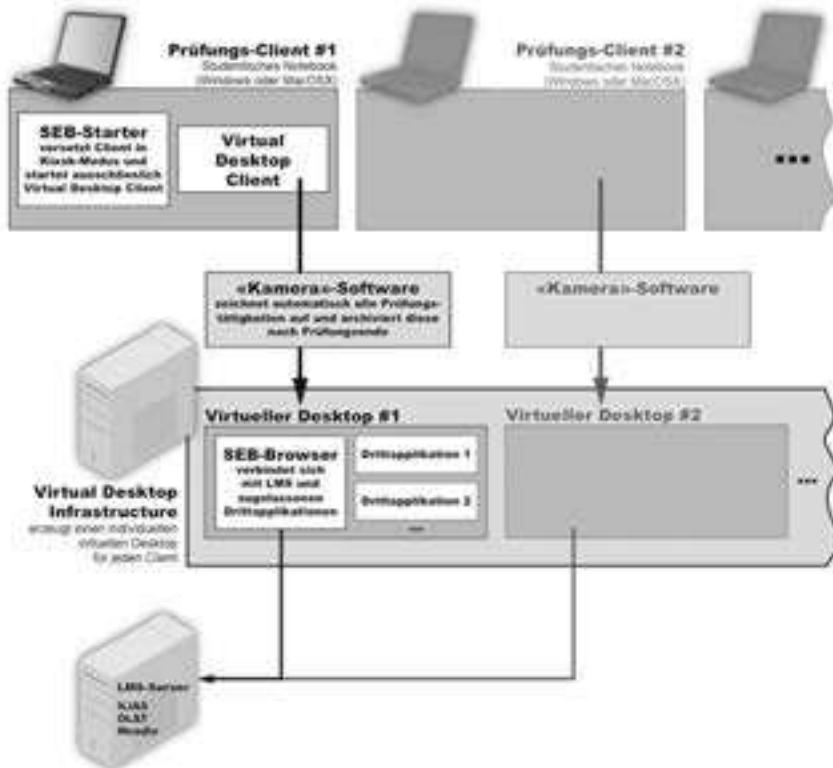 Prüfungs-Client #1
Studentisches Notebook
(Windows oder MacOSX)
Prüfungs-Client #2
Studentisches Notebook
(Windows oder MacOSX)
SEB-Starter
versetzt Client in
Kiosk-Modus und
startet ausschliesslich
Virtual Desktop Client
Virtual
Desktop
Client
...
«Kamera»-Software
zeichnet automatisch alle Prüfungs-
tätigkeiten auf und archiviert diese
nach Prüfungsende
«Kamera»-Software
Virtueller Desktop #1
Virtueller Desktop #2
SEB-Browser
verbindet sich
mit LMS und
zugelassenen
Drittapplikationen
Drittapplikation 1
Drittapplikation 2
...
...
Virtual Desktop
Infrastructure
erzeugt einen individuellen
virtuellen Desktop
für jeden Client
LMS-Server
ILIAS
OLAT
Moodle